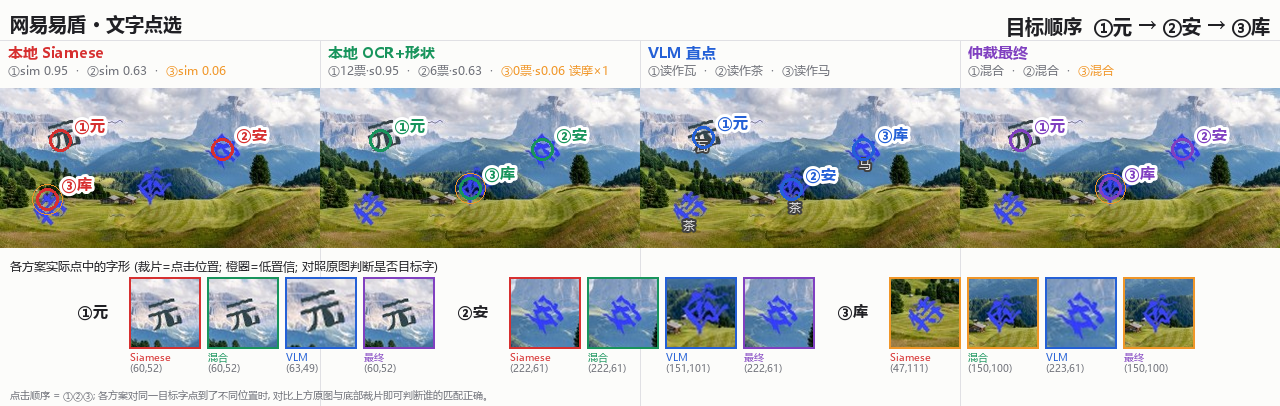 网易易盾・文字点选
目标顺序 ①元 → ②安 → ③库
本地 Siamese
①sim 0.95 · ②sim 0.63 · ③sim 0.06
本地 OCR+形状
①12票·s0.95 · ②6票·s0.63 · ③0票·s0.06 读摩×1
VLM 直点
①读作瓦 · ②读作茶 · ③读作马
仲裁最终
①混合 · ②混合 · ③混合
①元
②安
③库
①元
②安
③库
①元
瓦
③库
马
②安
茶
茶
①元
②安
③库
各方案实际点中的字形 (裁片=点击位置; 橙圈=低置信; 对照原图判断是否目标字)
①元
元
元
元
元
Siamese
(60,52)
混合
(60,52)
VLM
(63,49)
最终
(60,52)
②安
Siamese
(222,61)
混合
(222,61)
VLM
(151,101)
最终
(222,61)
③库
Siamese
(47,111)
混合
(150,100)
VLM
(223,61)
最终
(150,100)
点击顺序 = ①②③; 各方案对同一目标字点到了不同位置时, 对比上方原图与底部裁片即可判断谁的匹配正确。